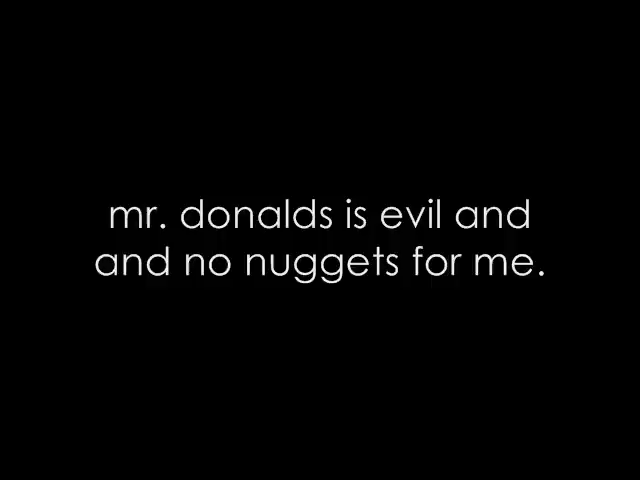 mr. donalds is evil and
and no nuggets for me.